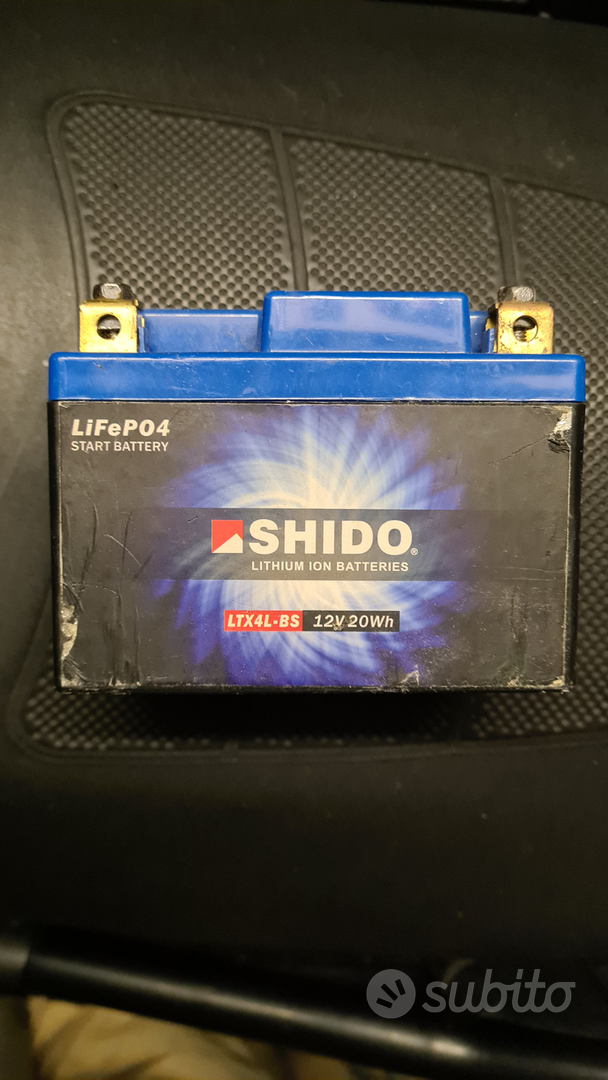 LiFePO4
START BATTERY
SHIDO®
LITHIUM ION BATTERIES
LTX4L-BS 12V 20Wh
subito